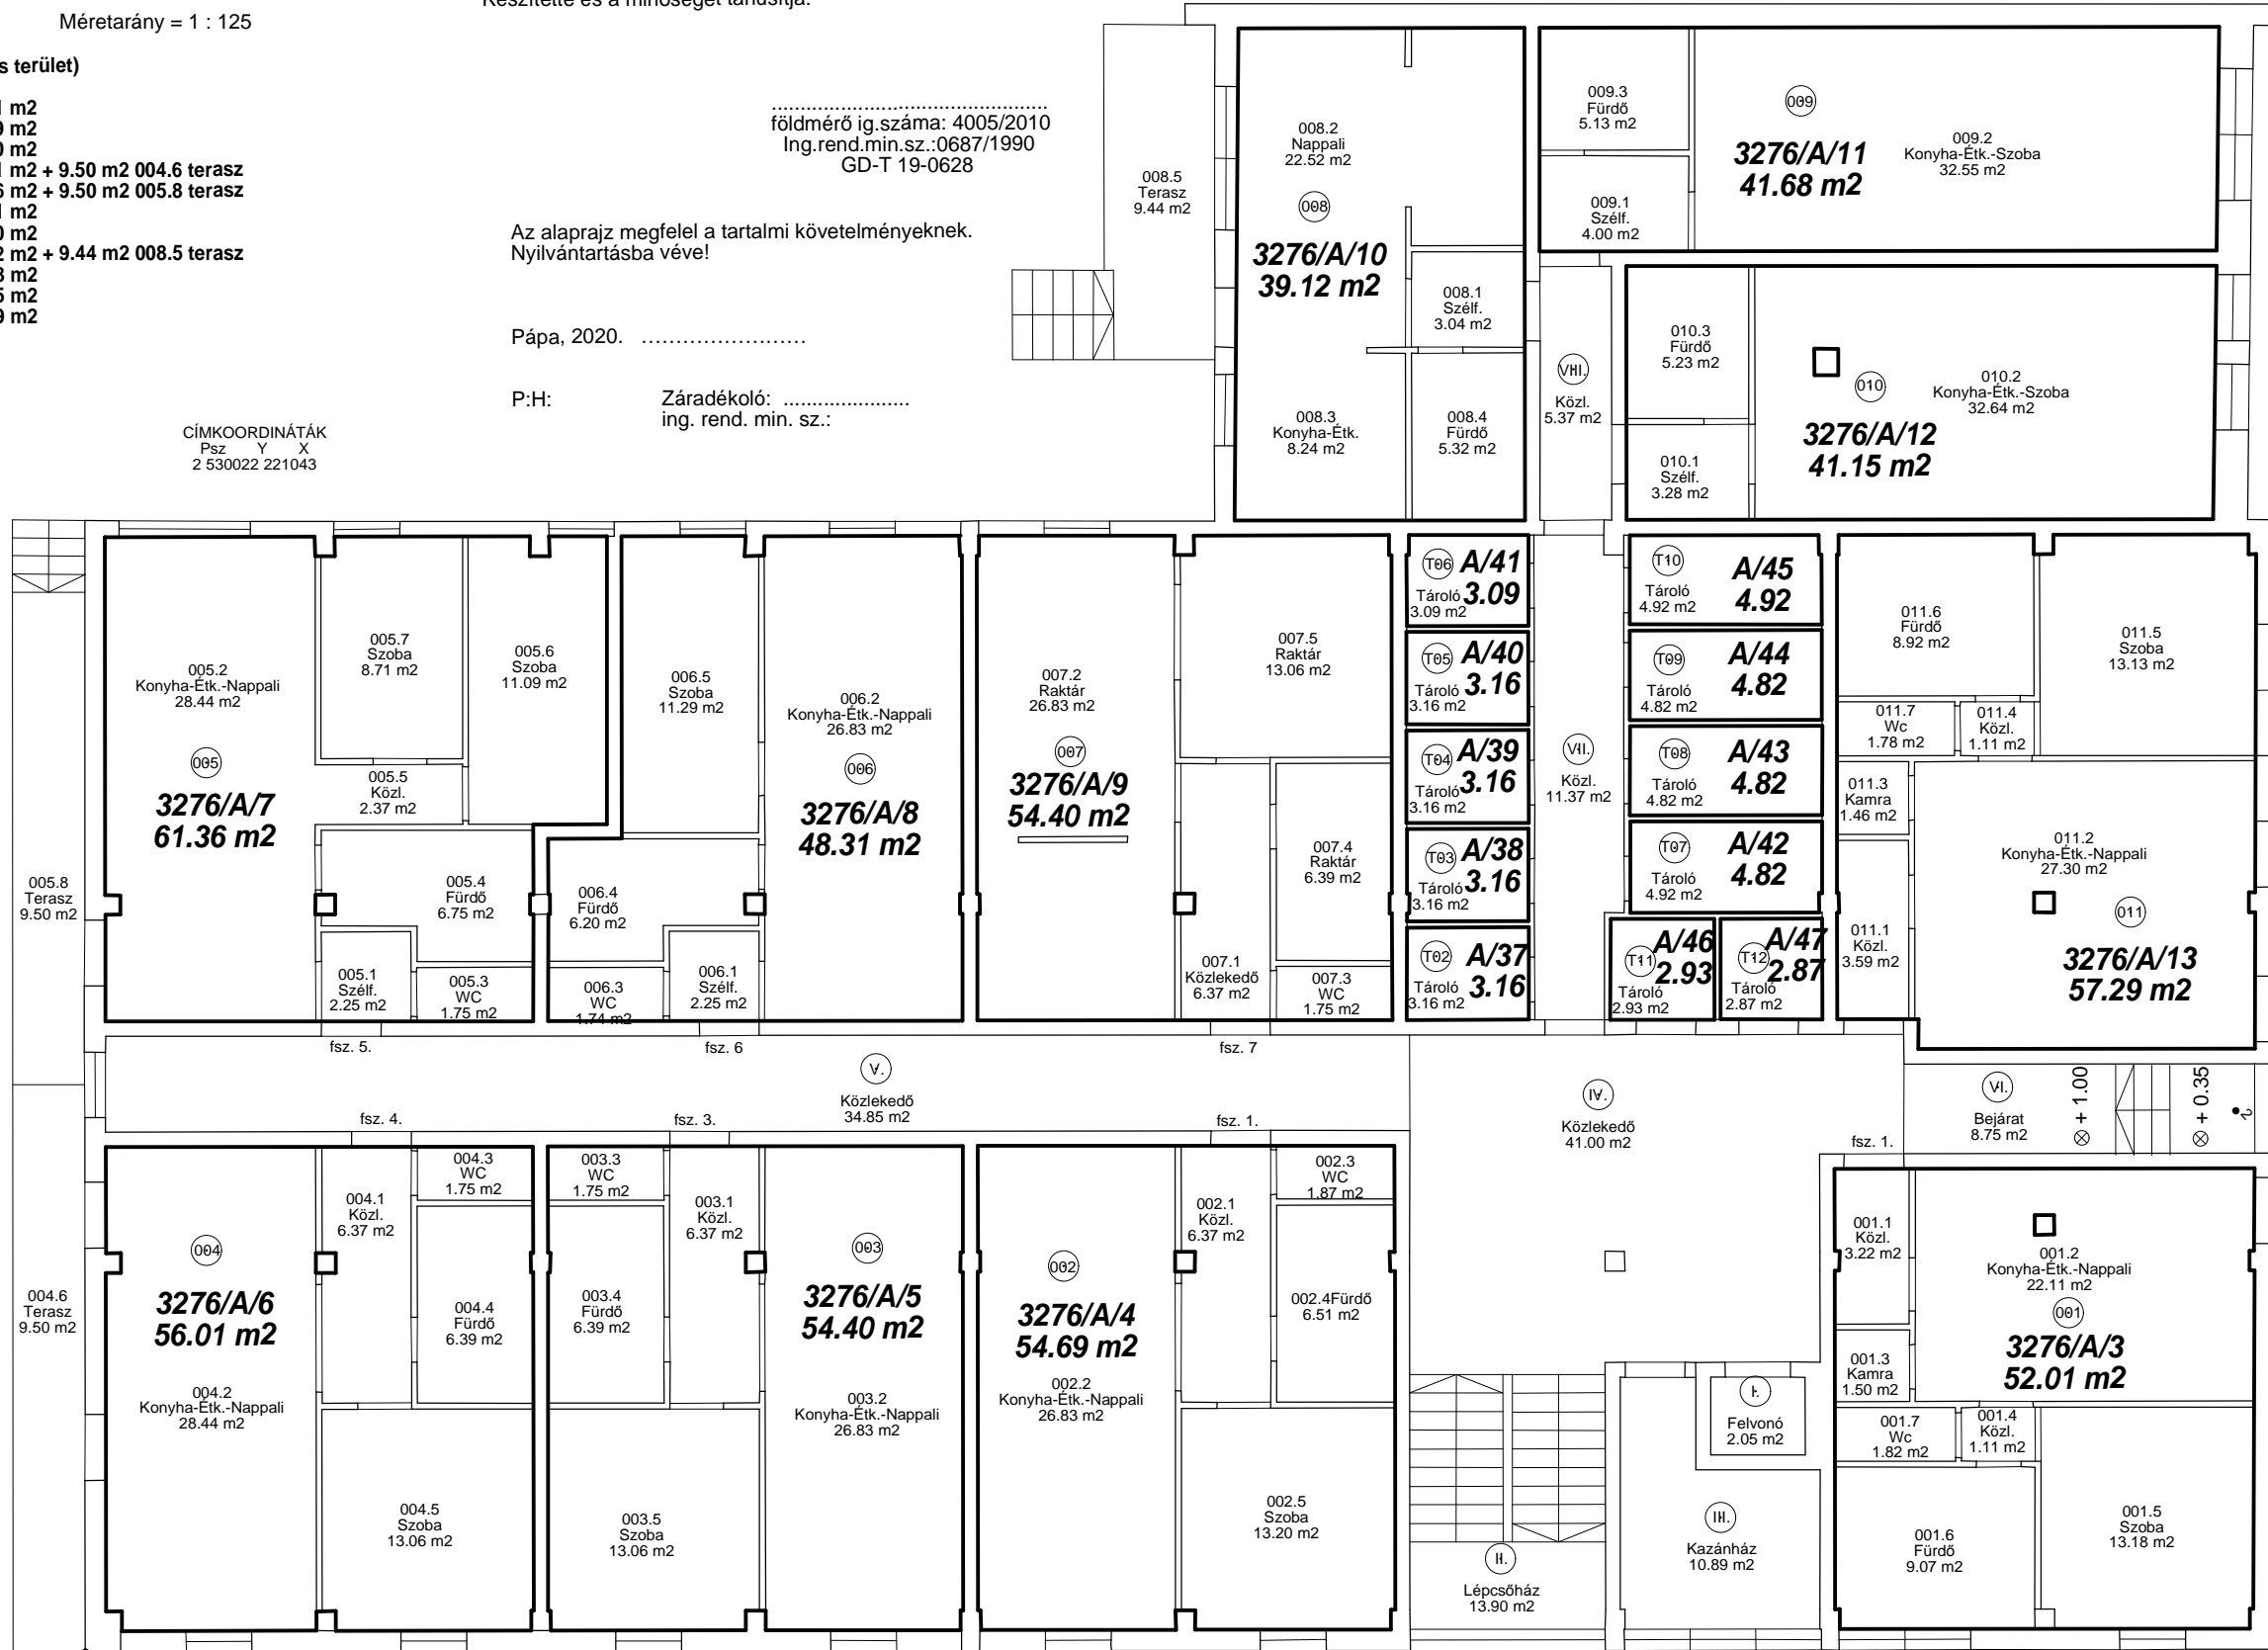 Méretarány = 1 : 125
Készítette és a minőséget tanúsítja:
s terület)
m2
m2
m2
m2 + 9.50 m2 004.6 terasz
m2 + 9.50 m2 005.8 terasz
m2
m2
m2 + 9.44 m2 008.5 terasz
m2
m2
m2
földmérő ig.száma: 4005/2010
Ing.rend.min.sz.:0687/1990
GD-T 19-0628
Az alaprajz megfelel a tartalmi követelményeknek.
Nyilvántartásba véve!
Pápa, 2020. ........................
P:H:
Záradékoló: .....................
ing. rend. min. sz.:
CÍMKOORDINÁTÁK
Psz Y X
2 530022 221043
008.5
Terasz
9.44 m2
008.2
Nappali
22.52 m2
008
3276/A/10
39.12 m2
008.1
Szélf.
3.04 m2
008.3
Konyha-Étk.
8.24 m2
008.4
Fürdő
5.32 m2
009.3
Fürdő
5.13 m2
009.1
Szélf.
4.00 m2
009
3276/A/11
41.68 m2
009.2
Konyha-Étk.-Szoba
32.55 m2
VIII.
Közl.
5.37 m2
010.3
Fürdő
5.23 m2
010.1
Szélf.
3.28 m2
010
010.2
Konyha-Étk.-Szoba
32.64 m2
3276/A/12
41.15 m2
005.8
Terasz
9.50 m2
005.2
Konyha-Étk.-Nappali
28.44 m2
005
3276/A/7
61.36 m2
005.7
Szoba
8.71 m2
005.6
Szoba
11.09 m2
005.5
Közl.
2.37 m2
005.4
Fürdő
6.75 m2
005.1
Szélf.
2.25 m2
005.3
WC
1.75 m2
006.5
Szoba
11.29 m2
006.2
Konyha-Étk.-Nappali
26.83 m2
006
3276/A/8
48.31 m2
006.4
Fürdő
6.20 m2
006.3
WC
1.74 m2
006.1
Szélf.
2.25 m2
007.2
Raktár
26.83 m2
007
3276/A/9
54.40 m2
007.5
Raktár
13.06 m2
007.4
Raktár
6.39 m2
007.1
Közlekedő
6.37 m2
007.3
WC
1.75 m2
T06
A/41
3.09
Tároló
3.09 m2
T05
A/40
3.16
Tároló
3.16 m2
T04
A/39
3.16
Tároló
3.16 m2
T03
A/38
3.16
Tároló
3.16 m2
T02
A/37
3.16
Tároló
3.16 m2
VII.
Közl.
11.37 m2
T10
A/45
4.92
Tároló
4.92 m2
T09
A/44
4.82
Tároló
4.82 m2
T08
A/43
4.82
Tároló
4.82 m2
T07
A/42
4.82
Tároló
4.92 m2
T11
A/46
2.93
Tároló
2.93 m2
T12
A/47
2.87
Tároló
2.87 m2
011.6
Fürdő
8.92 m2
011.5
Szoba
13.13 m2
011.7
Wc
1.78 m2
011.4
Közl.
1.11 m2
011.3
Kamra
1.46 m2
011.2
Konyha-Étk.-Nappali
27.30 m2
011.1
Közl.
3.59 m2
011
3276/A/13
57.29 m2
fsz. 5.
fsz. 6
fsz. 7
V.
Közlekedő
34.85 m2
fsz. 4.
fsz. 3.
fsz. 1.
IV.
Közlekedő
41.00 m2
fsz. 1.
VI.
Bejárat
8.75 m2
+ 1.00
+ 0.35
2
004.6
Terasz
9.50 m2
004
3276/A/6
56.01 m2
004.2
Konyha-Étk.-Nappali
28.44 m2
004.1
Közl.
6.37 m2
004.3
WC
1.75 m2
004.4
Fürdő
6.39 m2
004.5
Szoba
13.06 m2
003.3
WC
1.75 m2
003.1
Közl.
6.37 m2
003.4
Fürdő
6.39 m2
003
3276/A/5
54.40 m2
003.2
Konyha-Étk.-Nappali
26.83 m2
003.5
Szoba
13.06 m2
002
3276/A/4
54.69 m2
002.2
Konyha-Étk.-Nappali
26.83 m2
002.1
Közl.
6.37 m2
002.3
WC
1.87 m2
002.4Fürdő
6.51 m2
002.5
Szoba
13.20 m2
I.
Felvonó
2.05 m2
II.
Lépcsőház
13.90 m2
III.
Kazánház
10.89 m2
001.1
Közl.
3.22 m2
001.2
Konyha-Étk.-Nappali
22.11 m2
001
3276/A/3
52.01 m2
001.3
Kamra
1.50 m2
001.7
Wc
1.82 m2
001.4
Közl.
1.11 m2
001.6
Fürdő
9.07 m2
001.5
Szoba
13.18 m2